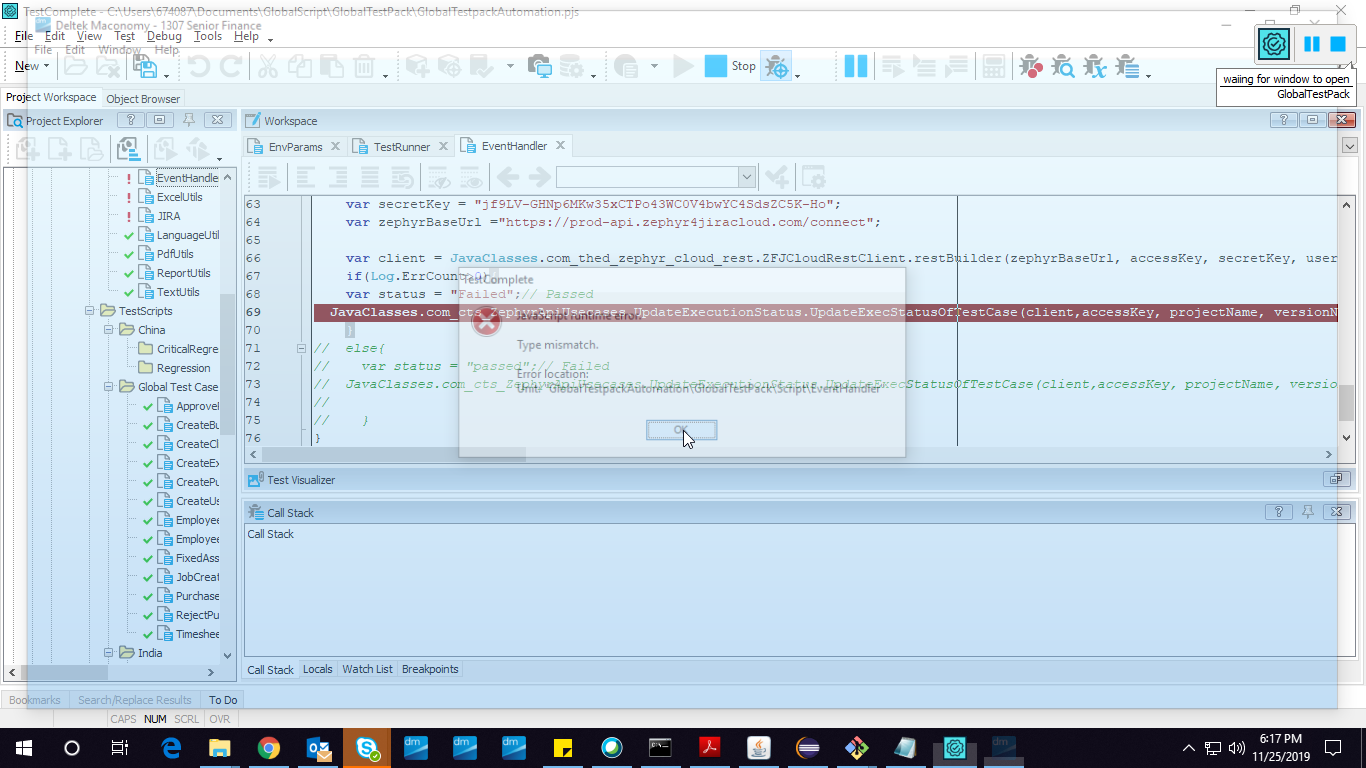 TestComplete - C:\Users\674087\Documents\GlobalScript\GlobalTestPack\GlobalTestpackAutomation.pjs
Deltek Maconomy - 1307 Senior Finance
File Edit View Test Debug Tools Help
File Edit Window Help
New
Stop
waiing for window to open
GlobalTestPack
Project Workspace Object Browser
Project Explorer
Workspace
EnvParams TestRunner EventHandler
EventHandle
ExcelUtils
JIRA
LanguageUtil
PdfUtils
ReportUtils
TextUtils
TestScripts
China
CriticalRegre
Regression
Global Test Case
Approvel
CreateBu
CreateCl
CreateEx
CreatePu
CreateUs
Employee
Employee
FixedAss
JobCreat
Purchase
RejectPu
Timeshee
India
63 var secretKey = "jf9LV-GHNp6MKw35xCTPo43WC0V4bwYC4SdsZC5K-Ho";
64 var zephyrBaseUrl ="https://prod-api.zephyr4jiracloud.com/connect";
65
66 var client = JavaClasses.com_thed_zephyr_cloud_rest.ZFJCloudRestClient.restBuilder(zephyrBaseUrl, accessKey, secretKey, user
67 if(Log.ErrCount>0){
68 var status = "Failed";// Passed
69 JavaClasses.com_cts_ZephyrApiUsecases.UpdateExecutionStatus.UpdateExecStatusOfTestCase(client,accessKey, projectName, versionN
70 }
71 // else{
72 // var status = "passed";// Failed
73 // JavaClasses.com_cts_ZephyrApiUsecases.UpdateExecutionStatus.UpdateExecStatusOfTestCase(client,accessKey, projectName, versio
74 //
75 // }
76 }
TestComplete
JavaScript runtime error.
Type mismatch.
Error location:
Unit: "GlobalTestpackAutomation\GlobalTestPack\Script\EventHandler"
OK
Test Visualizer
Call Stack
Call Stack
Call Stack Locals Watch List Breakpoints
Bookmarks Search/Replace Results To Do
CAPS NUM SCRL OVR
6:17 PM
11/25/2019